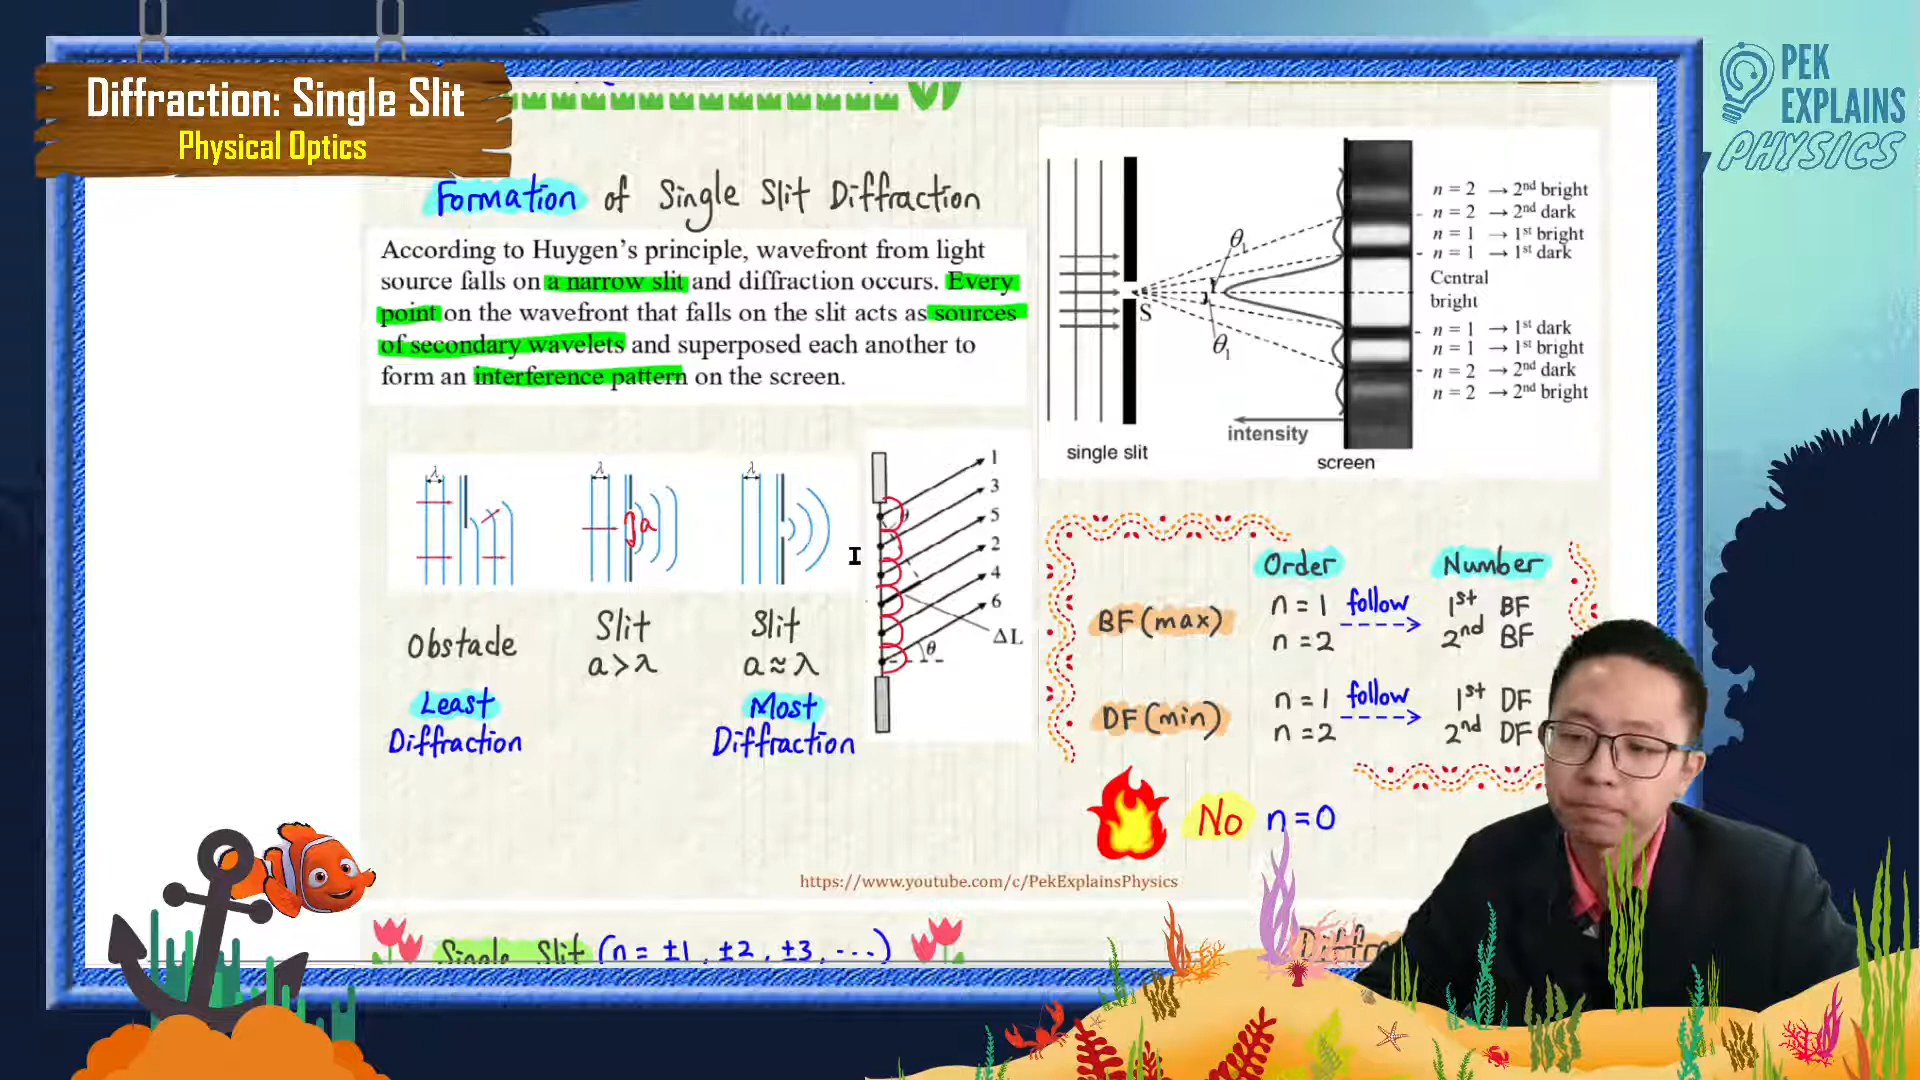 Diffraction: Single Slit
Physical Optics
PEK
EXPLAINS
PHYSICS
Formation of Single Slit Diffraction
According to Huygen's principle, wavefront from light
source falls on a narrow slit and diffraction occurs. Every
point on the wavefront that falls on the slit acts as sources
of secondary wavelets and superposed each another to
form an interference pattern on the screen.
n = 2 → 2nd bright
n = 2 → 2nd dark
n = 1 → 1st bright
n = 1 → 1st dark
Central
bright
n = 1 → 1st dark
n = 1 → 1st bright
n = 2 → 2nd dark
n = 2 → 2nd bright
θ1
θ1
S
intensity
single slit
screen
λ
λ
λ
a
Obstacle
Slit
a > λ
Slit
a ≈ λ
Least
Diffraction
Most
Diffraction
1
3
5
2
4
6
ΔL
θ
Order
Number
BF (max)
n = 1 follow 1st BF
n = 2 2nd BF
DF (min)
n = 1 follow 1st DF
n = 2 2nd DF
No n = 0
https://www.youtube.com/c/PekExplainsPhysics
Single Slit (n = ±1, ±2, ±3, ...)